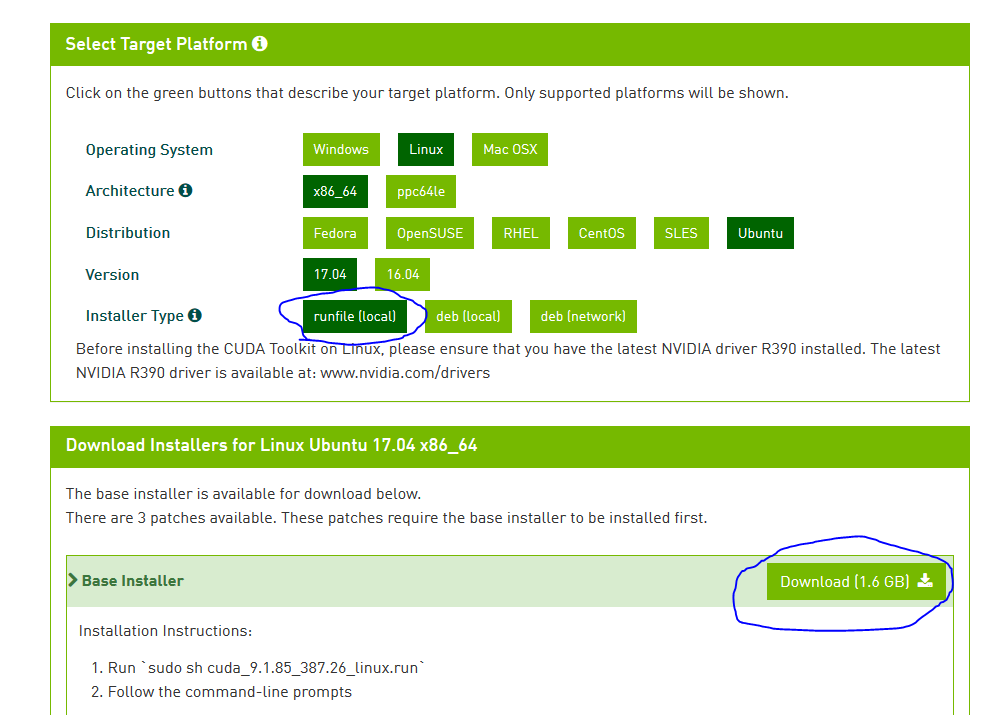 Select Target Platform
Click on the green buttons that describe your target platform. Only supported platforms will be shown.
Operating System Windows Linux Mac OSX
Architecture x86_64 ppc64le
Distribution Fedora OpenSUSE RHEL CentOS SLES Ubuntu
Version 17.04 16.04
Installer Type runfile (local) deb (local) deb (network)
Before installing the CUDA Toolkit on Linux, please ensure that you have the latest NVIDIA driver R390 installed. The latest
NVIDIA R390 driver is available at: www.nvidia.com/drivers
Download Installers for Linux Ubuntu 17.04 x86_64
The base installer is available for download below.
There are 3 patches available. These patches require the base installer to be installed first.
Base Installer Download (1.6 GB)
Installation Instructions:
1. Run `sudo sh cuda_9.1.85_387.26_linux.run`
2. Follow the command-line prompts